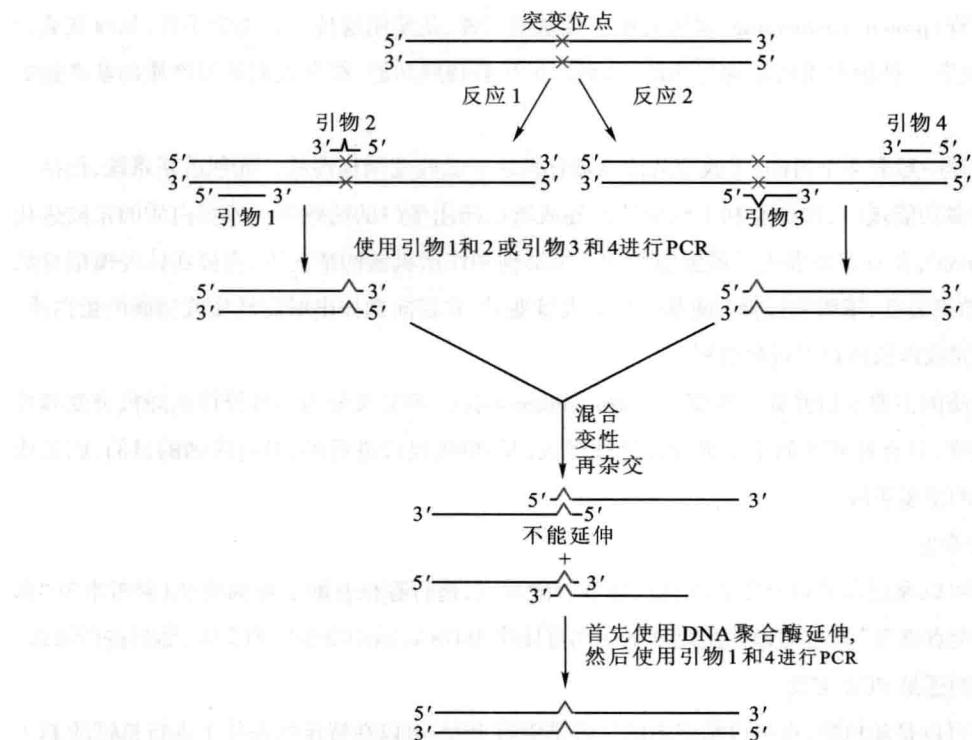 突变位点
5′ 3′
3′ 5′
反应1 反应2
引物2 引物4
3′ 5′ 3′ 5′
5′ 3′ 5′ 3′
3′ 5′ 3′ 5′
5′ 3′ 5′ 3′
引物1 引物3
使用引物1和2或引物3和4进行PCR
5′ 3′ 5′ 3′
3′ 5′ 3′ 5′
混合
变性
再杂交
5′ 3′
3′ 5′
不能延伸
+
5′ 3′
3′ 5′
首先使用DNA聚合酶延伸,
然后使用引物1和4进行PCR
5′ 3′
3′ 5′